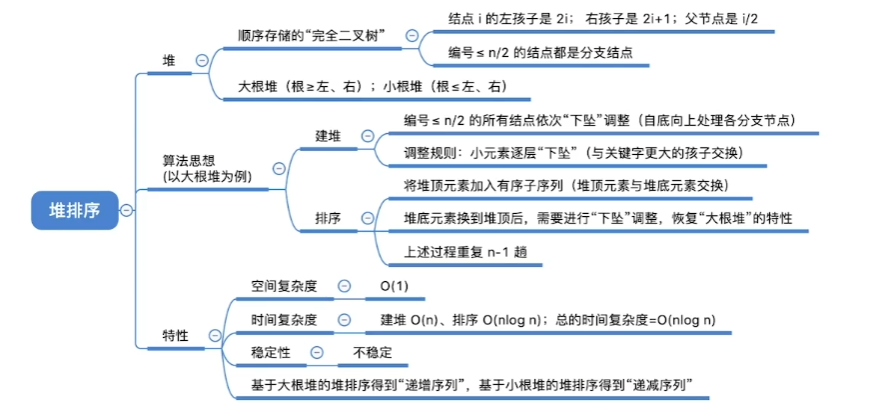 堆排序
堆
顺序存储的“完全二叉树”
结点 i 的左孩子是 2i； 右孩子是 2i+1；父节点是 i/2
编号≤ n/2 的结点都是分支结点
大根堆（根≥左、右）；小根堆（根≤左、右）
算法思想
(以大根堆为例)
建堆
编号≤ n/2 的所有结点依次“下坠”调整（自底向上处理各分支节点）
调整规则：小元素逐层“下坠”（与关键字更大的孩子交换）
排序
将堆顶元素加入有序子序列（堆顶元素与堆底元素交换）
堆底元素换到堆顶后，需要进行“下坠”调整，恢复“大根堆”的特性
上述过程重复 n-1 趟
特性
空间复杂度
O(1)
时间复杂度
建堆 O(n)、排序 O(nlog n)；总的时间复杂度=O(nlog n)
稳定性
不稳定
基于大根堆的堆排序得到“递增序列”，基于小根堆的堆排序得到“递减序列”